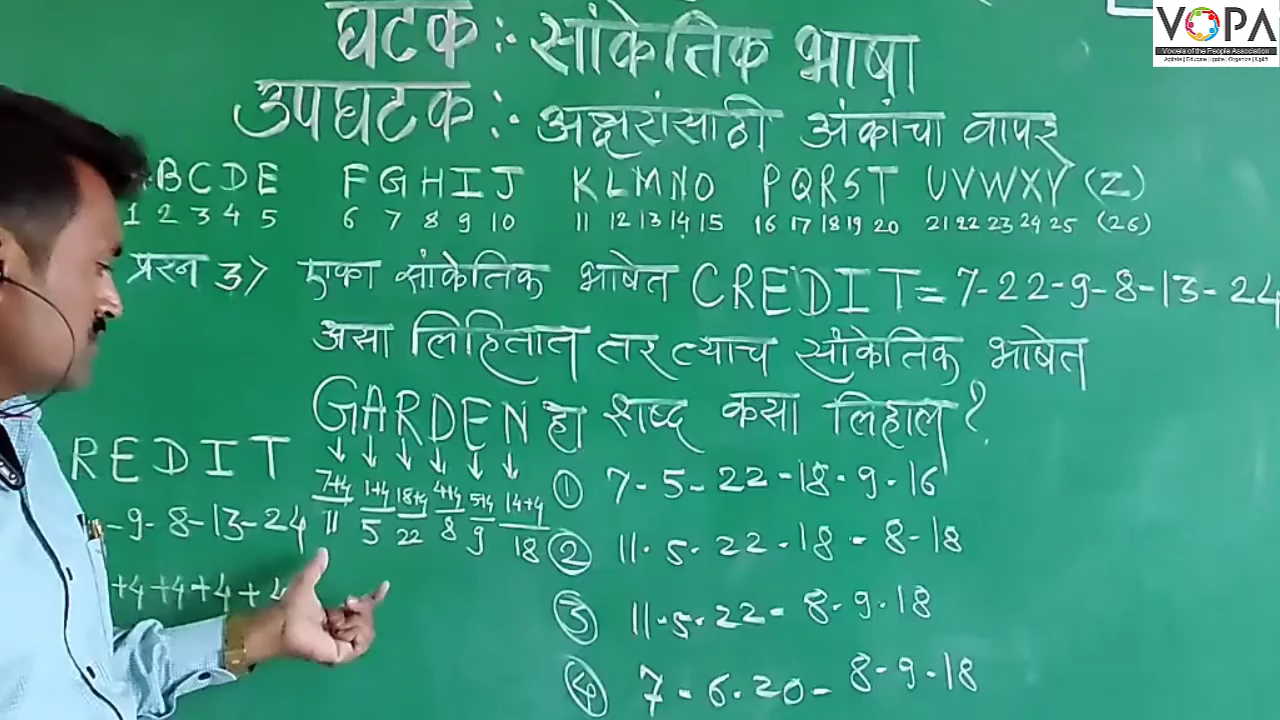 घटक :- सांकेतिक भाषा
VOPA
Vowels of the People Association
उपघटक :- अक्षरांसाठी अंकांचा वापर
BCDE FGHIJ KLMNO PQRST UVWXY (Z)
1 2 3 4 5 6 7 8 9 10 11 12 13 14 15 16 17 18 19 20 21 22 23 24 25 (26)
प्रश्न 3> एका सांकेतिक भाषेत CREDIT = 7-22-9-8-13-24
असा लिहितात तर त्याच सांकेतिक भाषेत
GARDEN हा शब्द कसा लिहाल?
REDIT
-9-8-13-24
+4+4+4+4
7+4 1+4 18+4 4+4 5+4 14+4
11 5 22 8 9 18
① 7-5-22-18-9-16
② 11-5-22-18-8-18
③ 11-5-22-8-9-18
④ 7-6-20-8-9-18